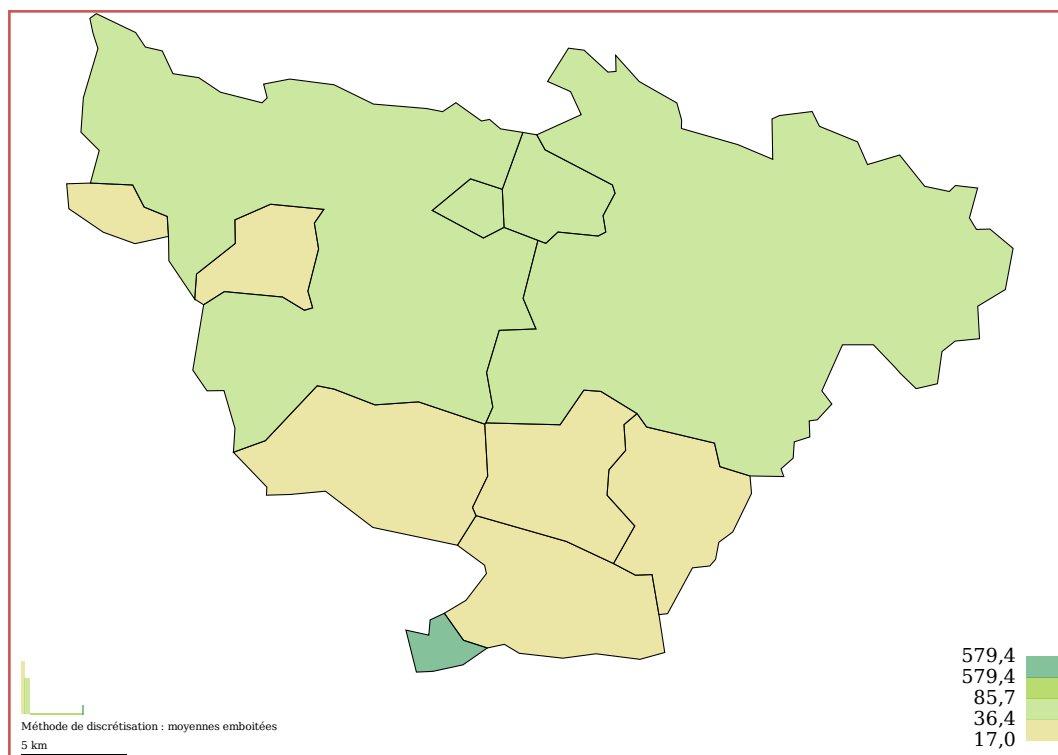 579,4
579,4
85,7
36,4
17,0
Méthode de discrétisation : moyennes emboitées
5 km